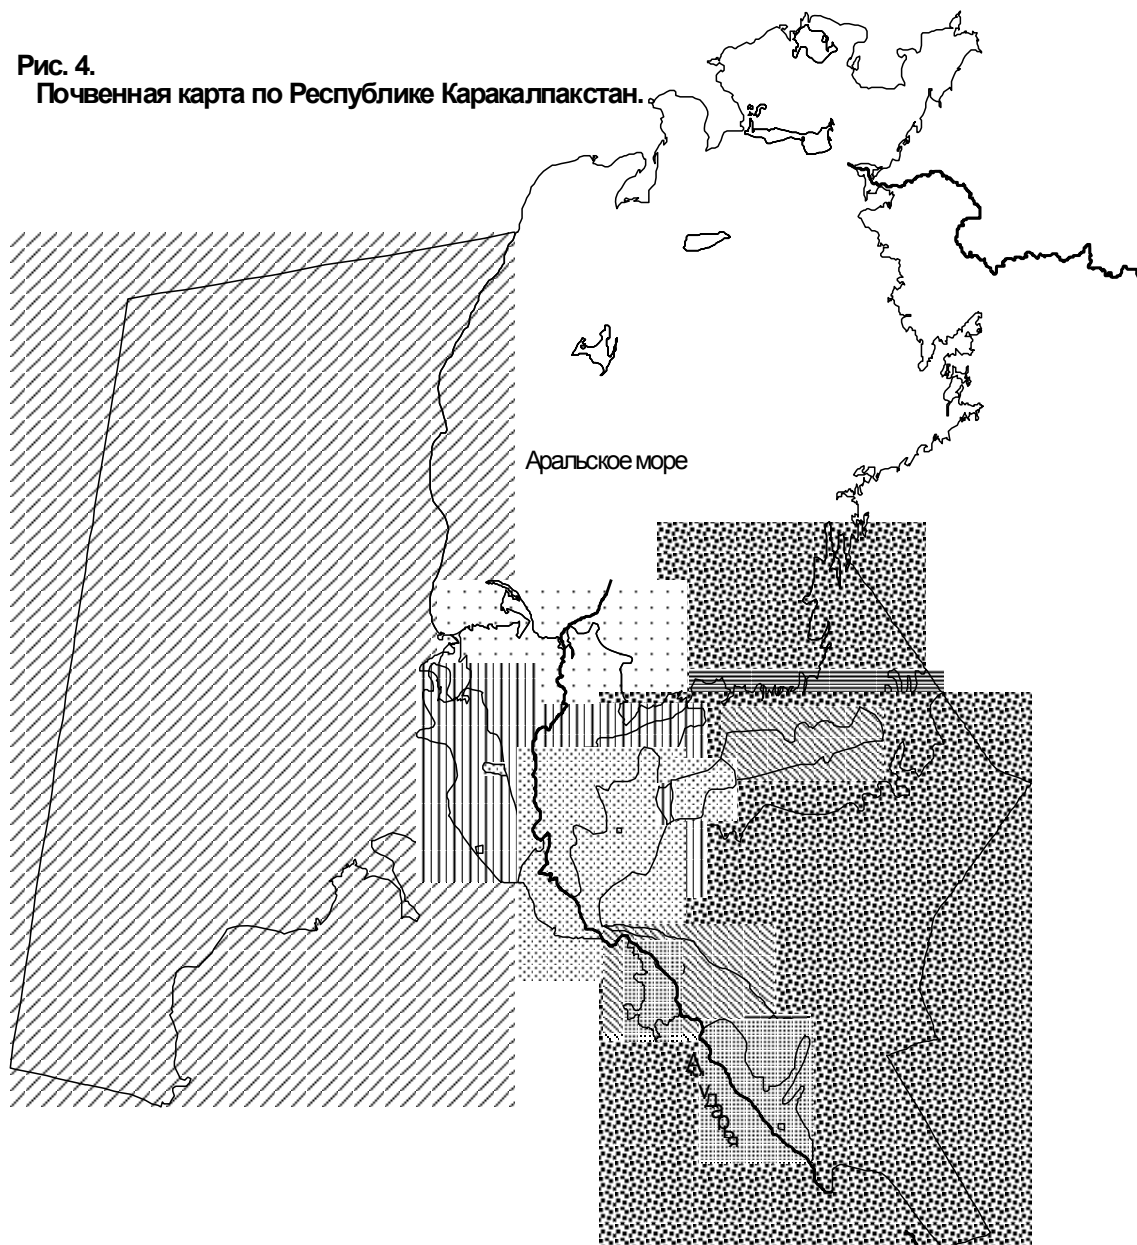 Рис. 4.
Почвенная карта по Республике Каракалпакстан.
Аральское море